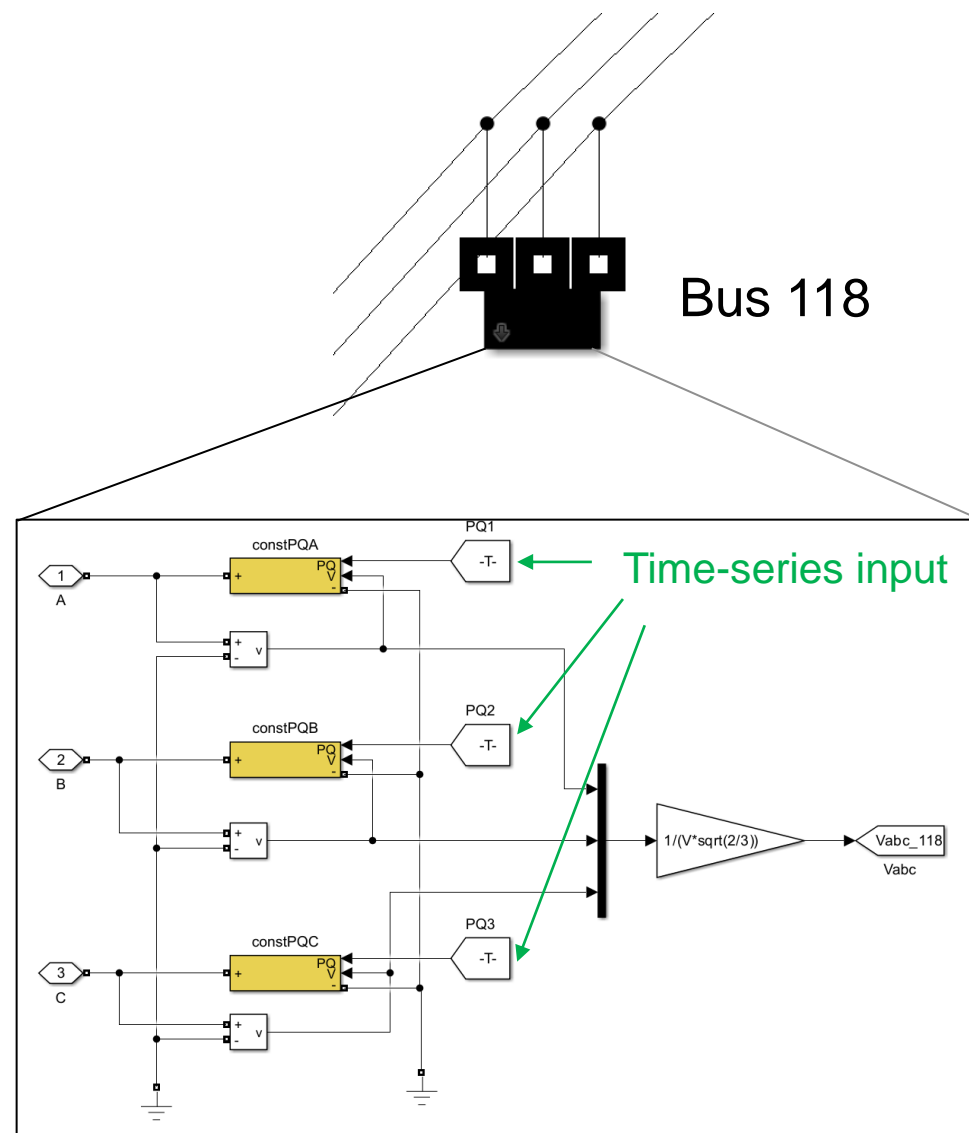 Bus 118
PQ1
-T-
Time-series input
constPQA
PQ
V
+
-
1
A
+
-
v
PQ2
-T-
constPQB
PQ
V
+
-
2
B
+
-
v
1/(V*sqrt(2/3))
Vabc_118
Vabc
PQ3
-T-
constPQC
PQ
V
+
-
3
C
+
-
v